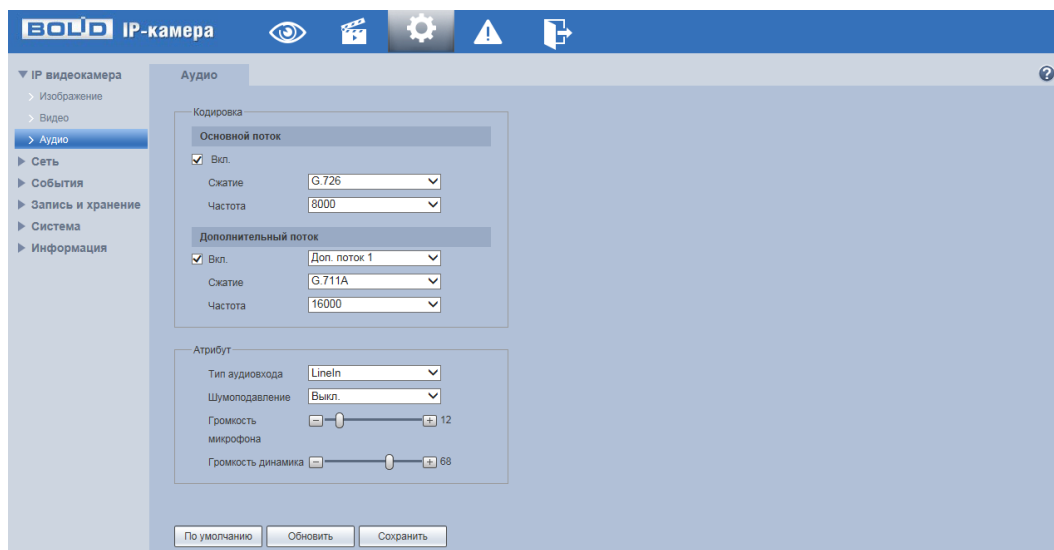 BOLID IP-камера
IP видеокамера
Изображение
Видео
Аудио
Сеть
События
Запись и хранение
Система
Информация
Аудио
?
Кодировка
Основной поток
Вкл.
Сжатие G.726
Частота 8000
Дополнительный поток
Вкл. Доп. поток 1
Сжатие G.711A
Частота 16000
Атрибут
Тип аудиовхода LineIn
Шумоподавление Выкл.
Громкость микрофона 12
Громкость динамика 68
По умолчанию Обновить Сохранить